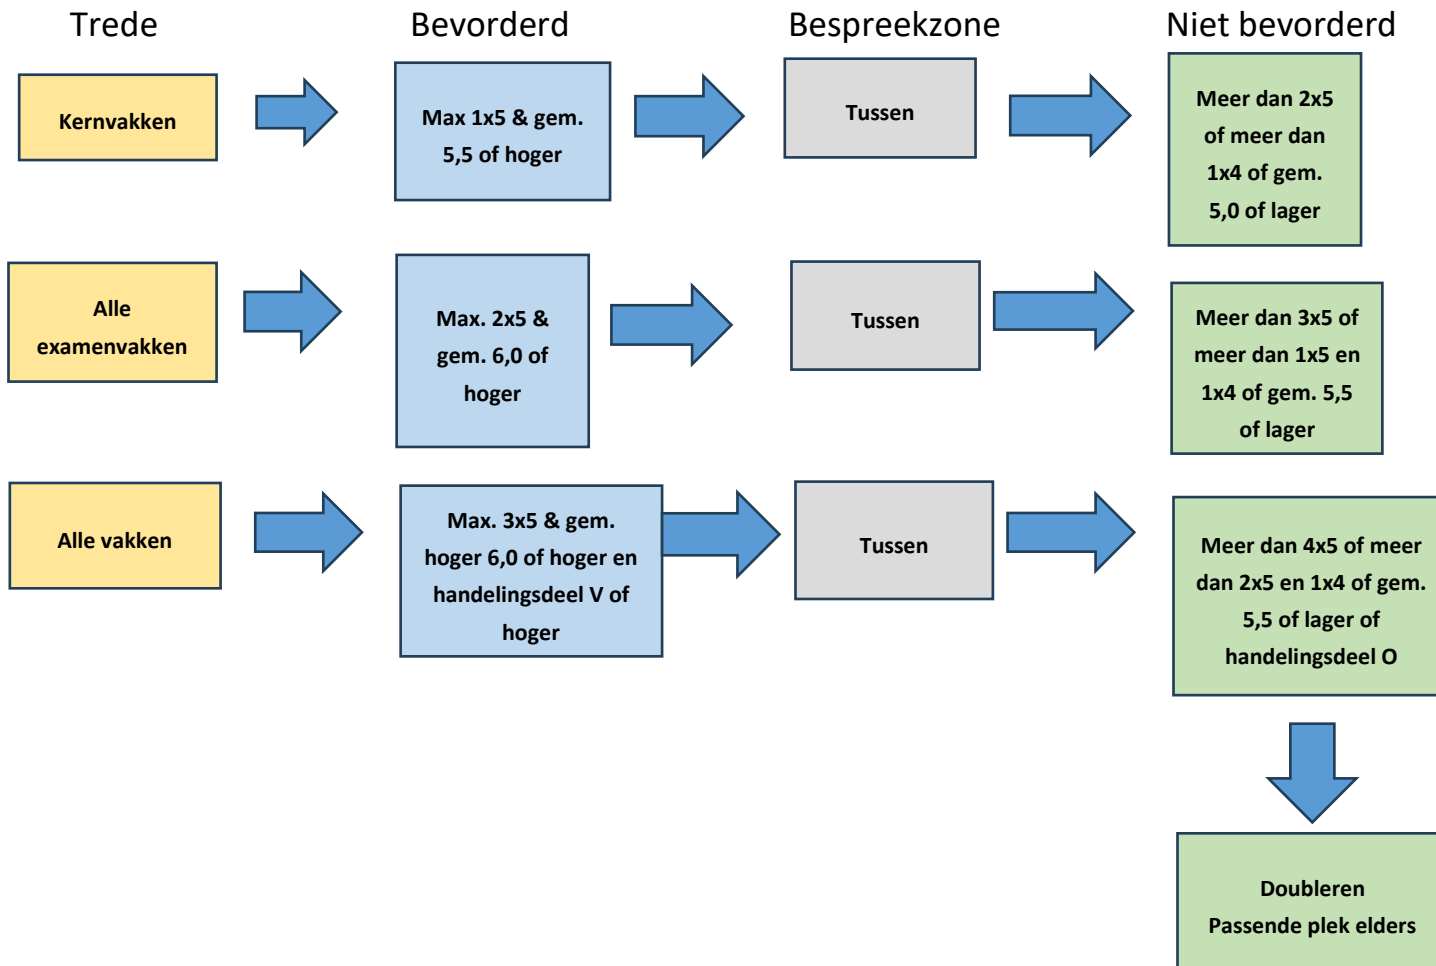 Trede
Bevorderd
Bespreekzone
Niet bevorderd
Kernvakken
Max 1x5 & gem.
5,5 of hoger
Tussen
Meer dan 2x5
of meer dan
1x4 of gem.
5,0 of lager
Alle
examenvakken
Max. 2x5 &
gem. 6,0 of
hoger
Tussen
Meer dan 3x5 of
meer dan 1x5 en
1x4 of gem. 5,5
of lager
Alle vakken
Max. 3x5 & gem.
hoger 6,0 of hoger en
handelingsdeel V of
hoger
Tussen
Meer dan 4x5 of meer
dan 2x5 en 1x4 of gem.
5,5 of lager of
handelingsdeel O
Doubleren
Passende plek elders